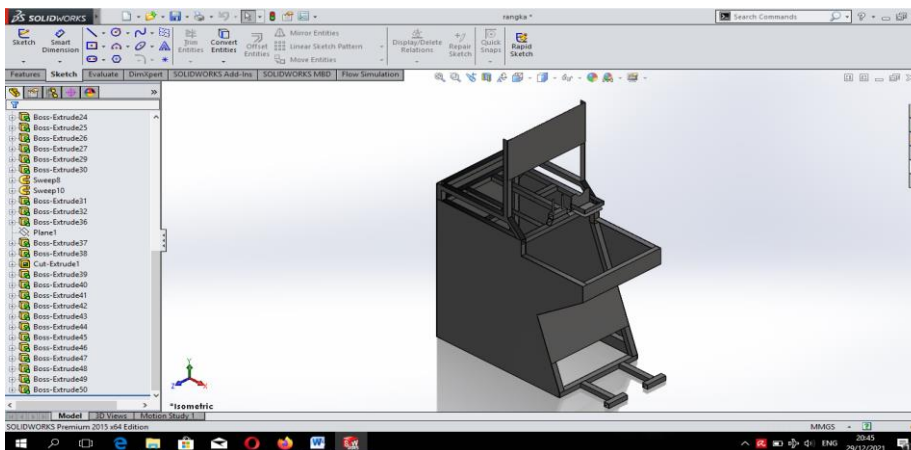 SOLIDWORKS
rangka *
Search Commands
Sketch
Smart Dimension
Trim Entities
Convert Entities
Offset Entities
Mirror Entities
Linear Sketch Pattern
Move Entities
Display/Delete Relations
Repair Sketch
Quick Snaps
Rapid Sketch
Features Sketch Evaluate DimXpert SOLIDWORKS Add-Ins SOLIDWORKS MBD Flow Simulation
Boss-Extrude24
Boss-Extrude25
Boss-Extrude26
Boss-Extrude27
Boss-Extrude29
Boss-Extrude30
Sweep8
Sweep10
Boss-Extrude31
Boss-Extrude32
Boss-Extrude36
Plane1
Boss-Extrude37
Boss-Extrude38
Cut-Extrude1
Boss-Extrude39
Boss-Extrude40
Boss-Extrude41
Boss-Extrude42
Boss-Extrude43
Boss-Extrude44
Boss-Extrude45
Boss-Extrude46
Boss-Extrude47
Boss-Extrude48
Boss-Extrude49
Boss-Extrude50
*Isometric
Model 3D Views Motion Study 1
SOLIDWORKS Premium 2015 x64 Edition
MMGS
ENG
20:45
29/12/2021